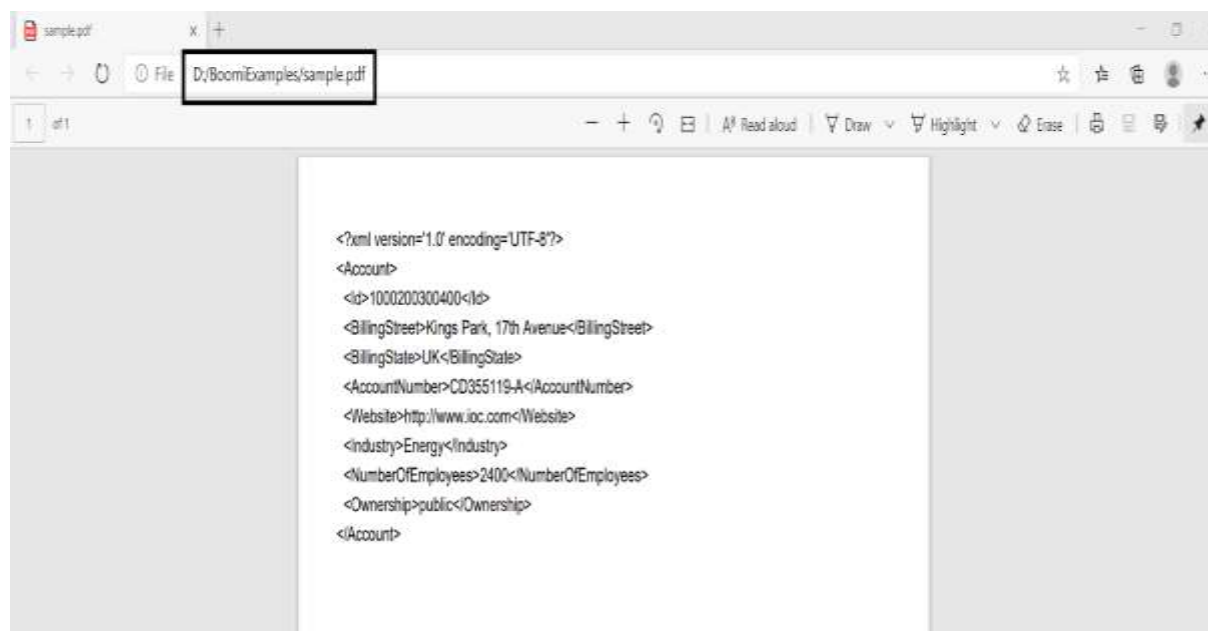 sample.pdf
File D:/BoomiExamples/sample.pdf
1 of 1 Read aloud Draw Highlight Erase
<?xml version='1.0' encoding='UTF-8'?>
<Account>
<Id>1000200300400</Id>
<BillingStreet>Kings Park, 17th Avenue</BillingStreet>
<BillingState>UK</BillingState>
<AccountNumber>CD355119-A</AccountNumber>
<Website>http://www.ioc.com</Website>
<Industry>Energy</Industry>
<NumberOfEmployees>2400</NumberOfEmployees>
<Ownership>public</Ownership>
</Account>